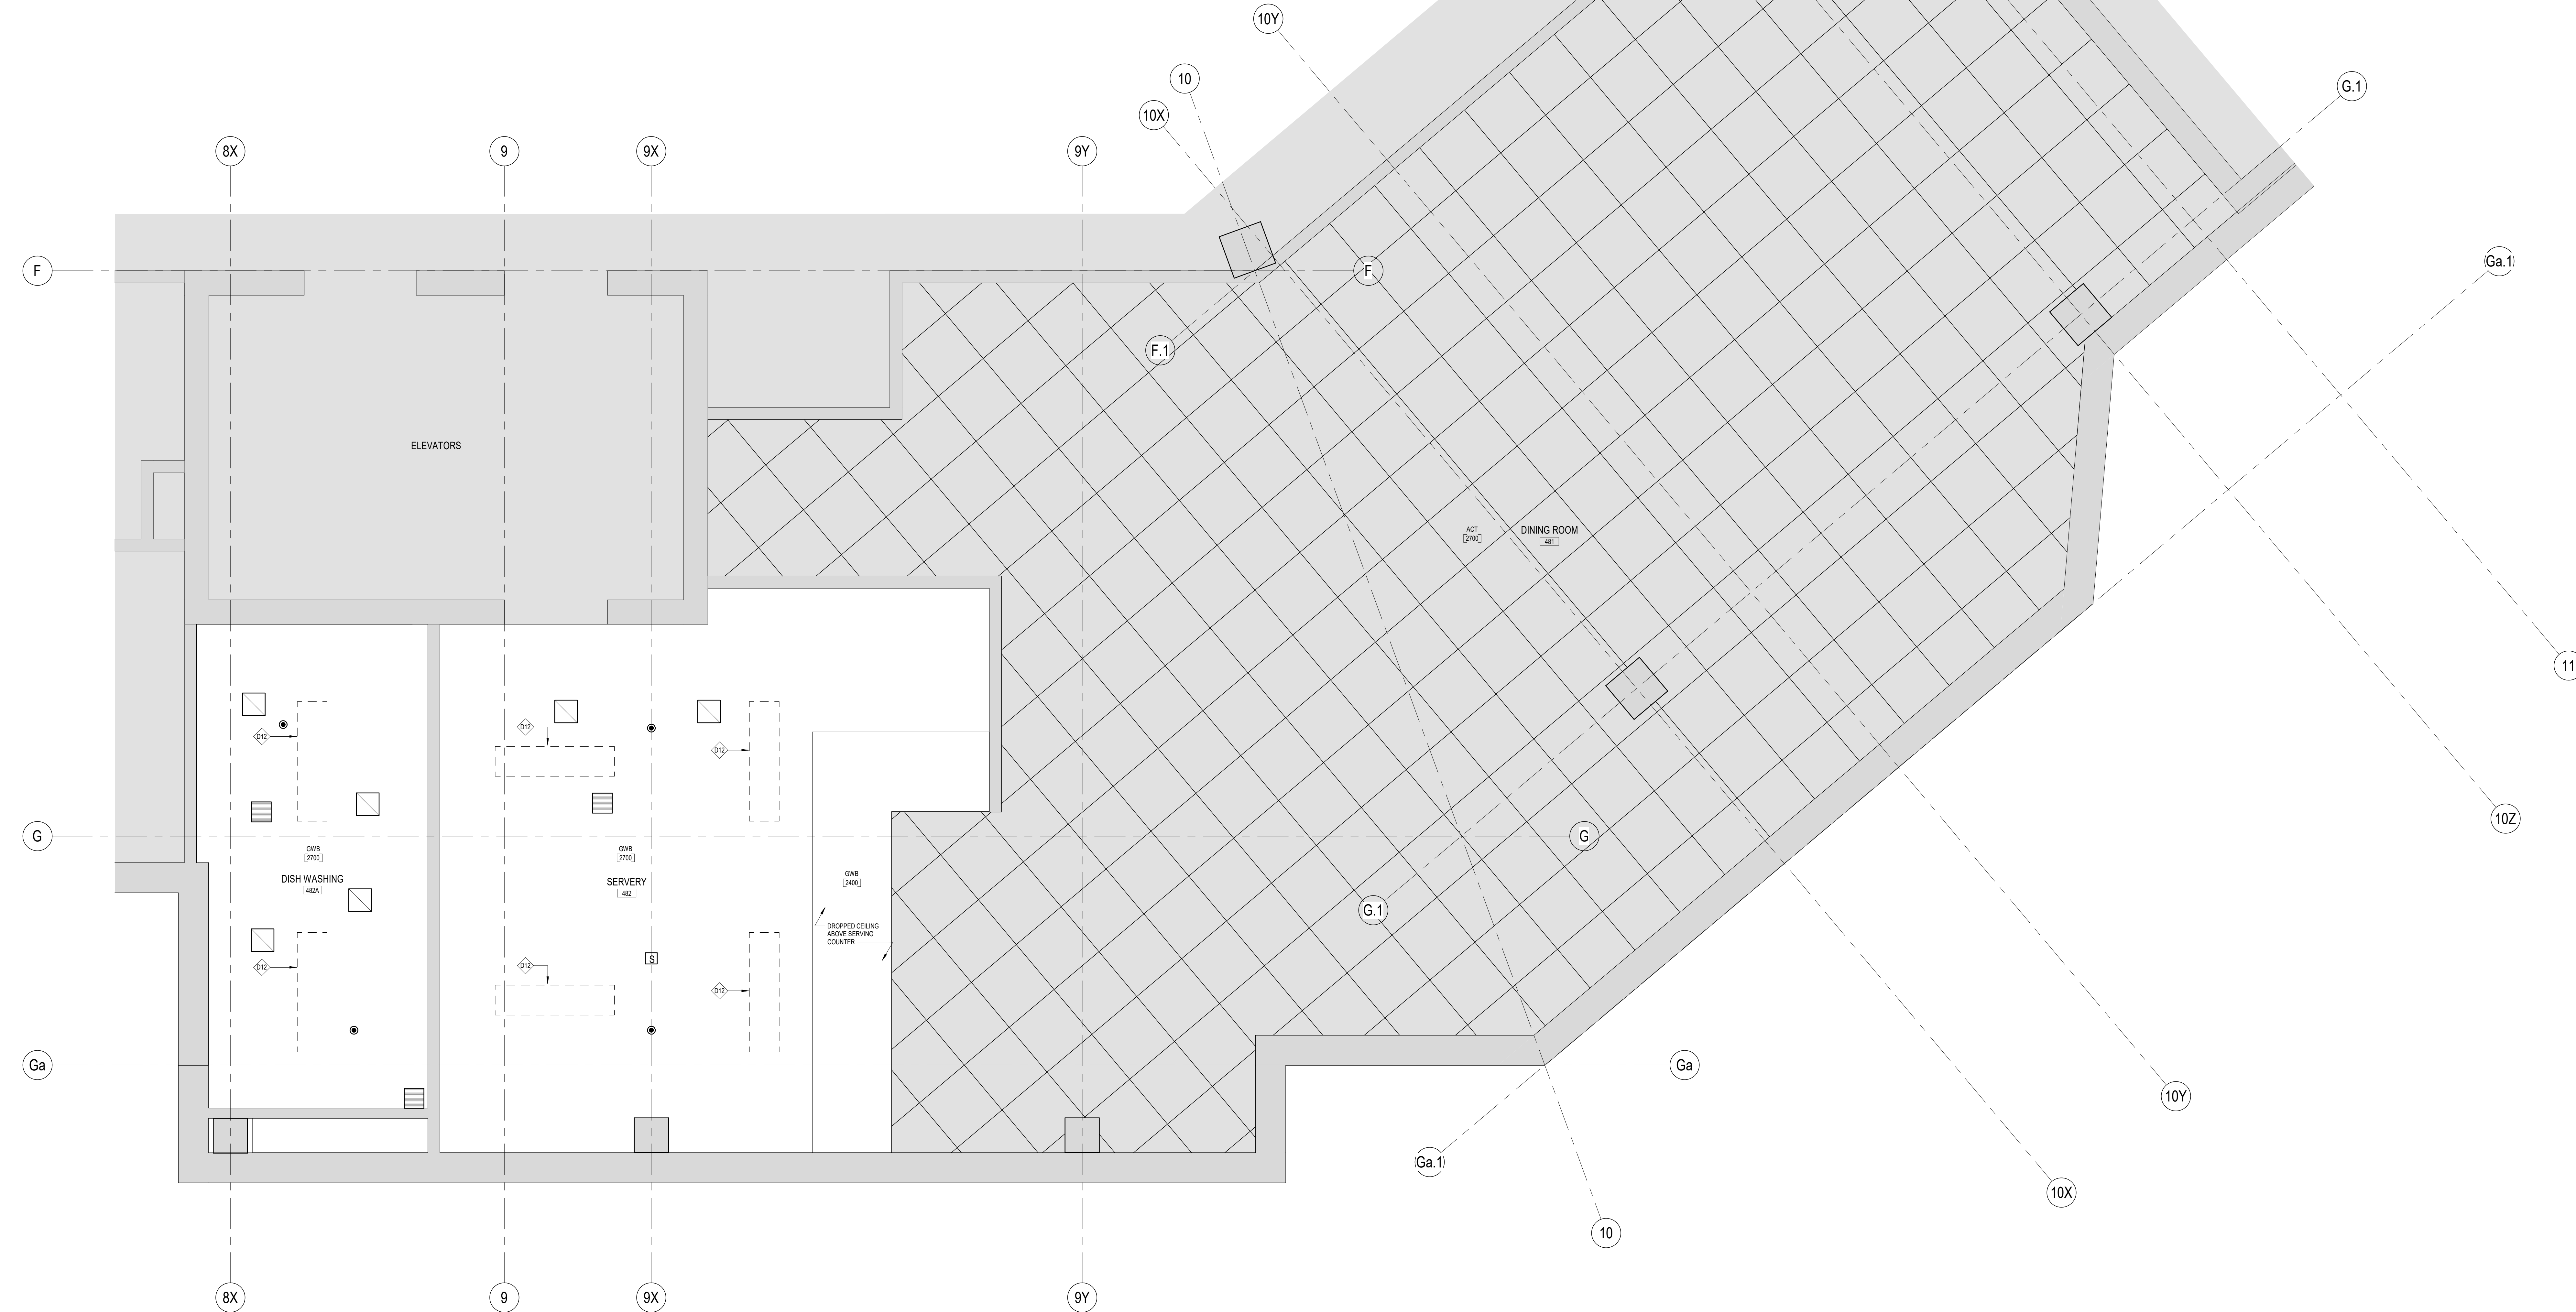 10Y
10
G.1
10X
8X
9
9X
9Y
Ga.1
F
F
F.1
ELEVATORS
ACT
2700
DINING ROOM
481
11
D12
D12
D12
D12
10Z
G
G
GWB
2700
DISH WASHING
482A
GWB
2700
SERVERY
482
GWB
2400
G.1
DROPPED CEILING
ABOVE SERVING
COUNTER
S
D12
D12
D12
Ga
Ga
10Y
Ga.1
10X
10
8X
9
9X
9Y